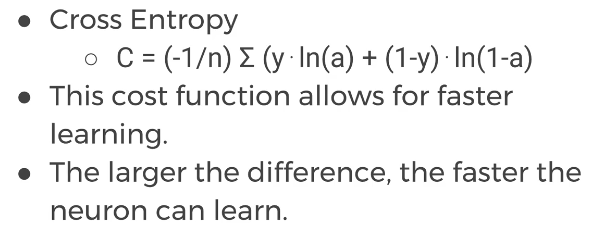 ● Cross Entropy
○ C = (-1/n) Σ (y · ln(a) + (1-y) · ln(1-a)
● This cost function allows for faster
learning.
● The larger the difference, the faster the
neuron can learn.